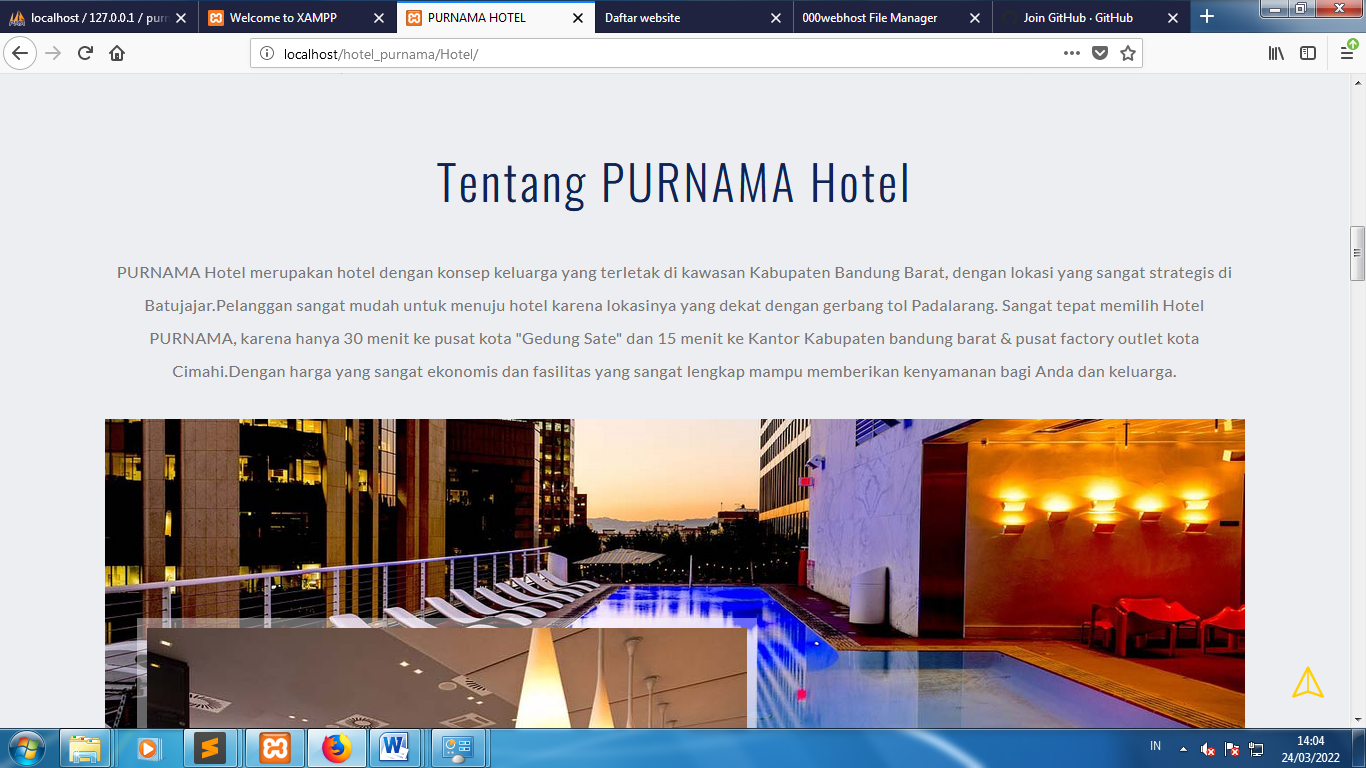 localhost / 127.0.0.1 / purn
Welcome to XAMPP
PURNAMA HOTEL
Daftar website
000webhost File Manager
Join GitHub · GitHub
localhost/hotel_purnama/Hotel/
Tentang PURNAMA Hotel
PURNAMA Hotel merupakan hotel dengan konsep keluarga yang terletak di kawasan Kabupaten Bandung Barat, dengan lokasi yang sangat strategis di
Batujajar.Pelanggan sangat mudah untuk menuju hotel karena lokasinya yang dekat dengan gerbang tol Padalarang. Sangat tepat memilih Hotel
PURNAMA, karena hanya 30 menit ke pusat kota "Gedung Sate" dan 15 menit ke Kantor Kabupaten bandung barat & pusat factory outlet kota
Cimahi.Dengan harga yang sangat ekonomis dan fasilitas yang sangat lengkap mampu memberikan kenyamanan bagi Anda dan keluarga.
IN
14:04
24/03/2022